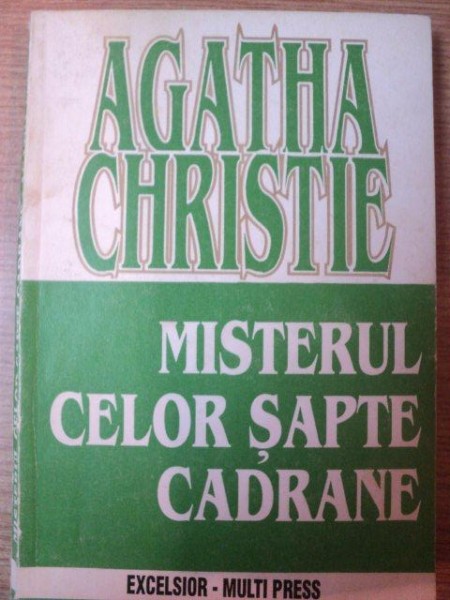 AGATHA
CHRISTIE
MISTERUL
CELOR ȘAPTE
CADRANE
EXCELSIOR - MULTI PRESS